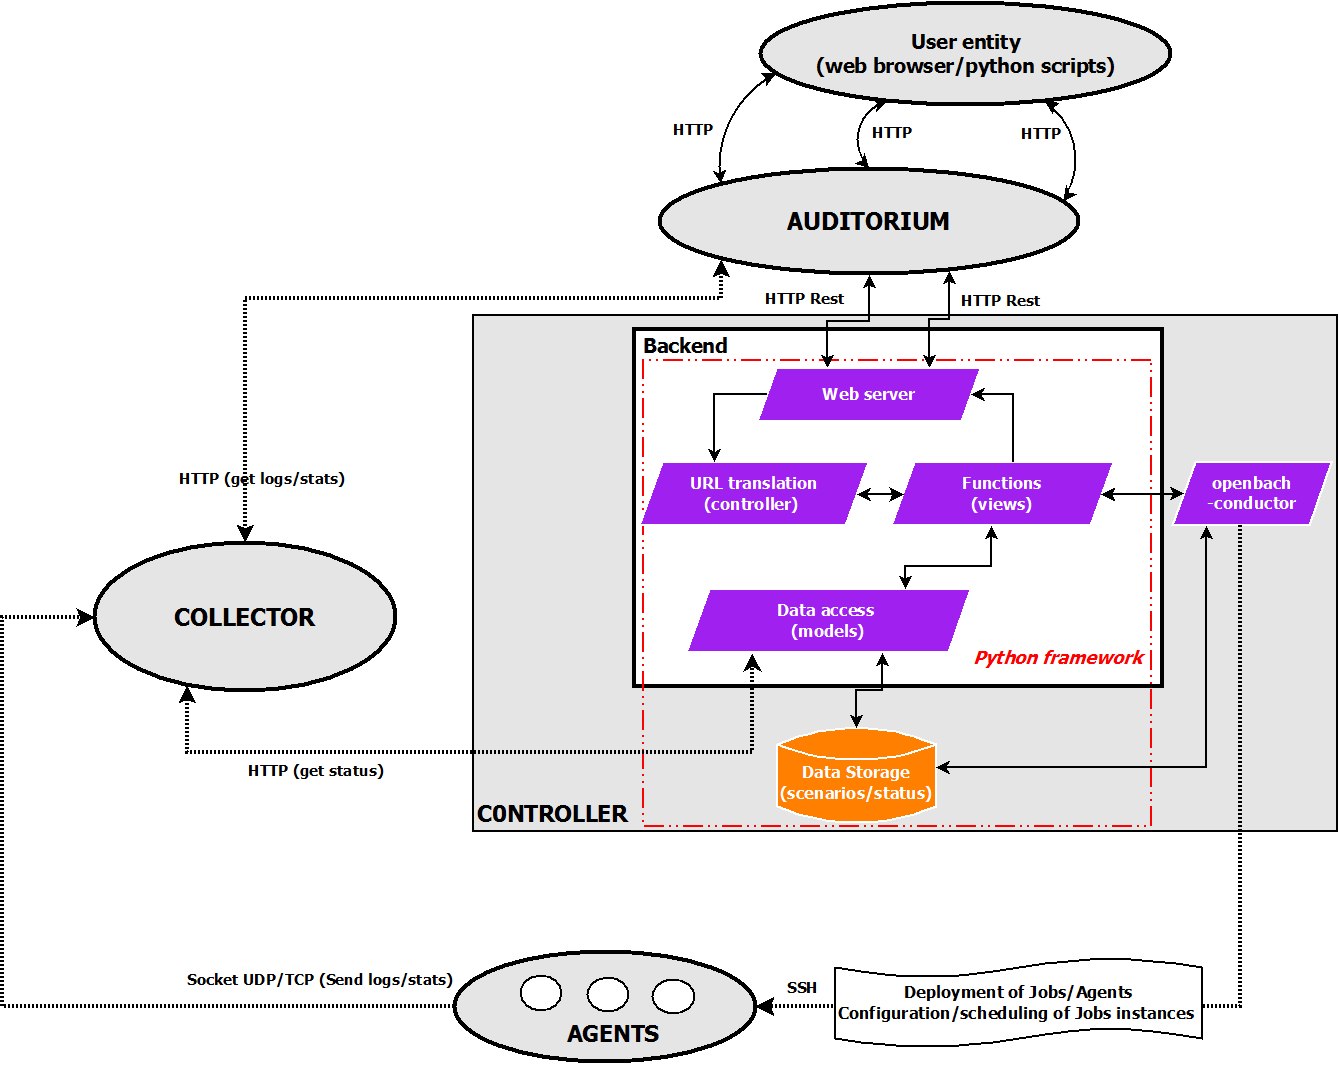 User entity
(web browser/python scripts)
HTTP
HTTP
HTTP
AUDITORIUM
HTTP Rest
HTTP Rest
Backend
Web server
HTTP (get logs/stats)
URL translation
(controller)
Functions
(views)
openbach
-conductor
COLLECTOR
Data access
(models)
Python framework
HTTP (get status)
Data Storage
(scenarios/status)
C0NTROLLER
Socket UDP/TCP (Send logs/stats)
SSH
Deployment of Jobs/Agents
Configuration/scheduling of Jobs instances
AGENTS